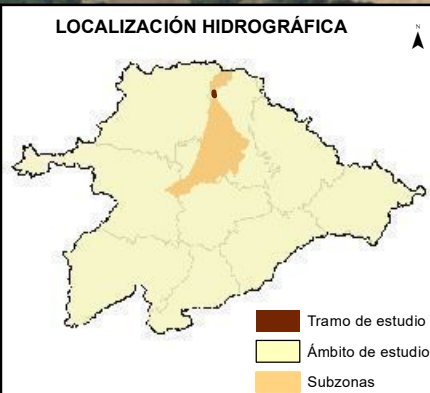 LOCALIZACIÓN HIDROGRÁFICA
N
Tramo de estudio
Ámbito de estudio
Subzonas